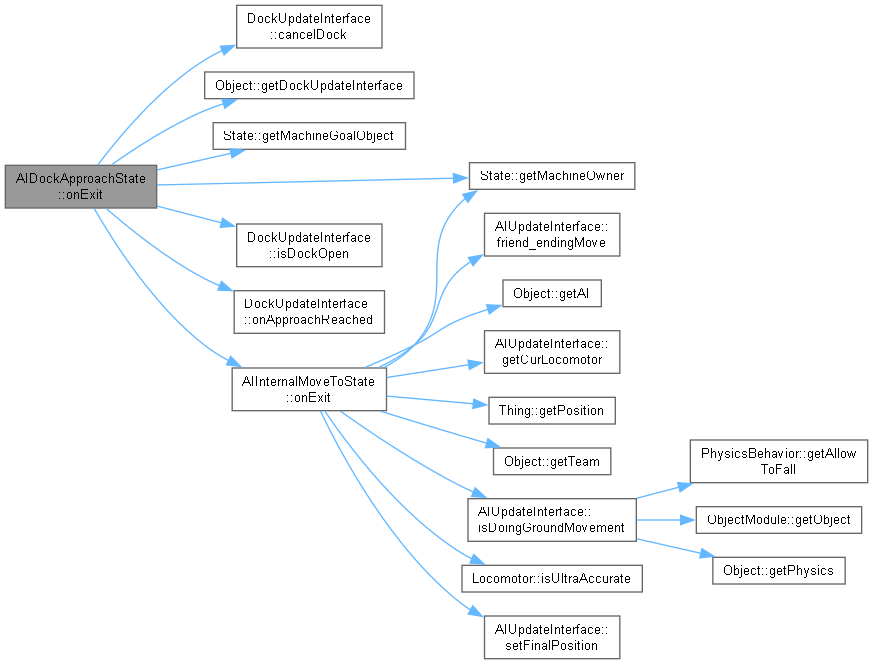 DockUpdateInterface
::cancelDock
Object::getDockUpdateInterface
State::getMachineGoalObject
AIDockApproachState
::onExit
State::getMachineOwner
DockUpdateInterface
::isDockOpen
AIUpdateInterface::
friend_endingMove
Object::getAI
DockUpdateInterface
::onApproachReached
AIUpdateInterface::
getCurLocomotor
AIInternalMoveToState
::onExit
Thing::getPosition
Object::getTeam
PhysicsBehavior::getAllow
ToFall
AIUpdateInterface::
isDoingGroundMovement
ObjectModule::getObject
Object::getPhysics
Locomotor::isUltraAccurate
AIUpdateInterface::
setFinalPosition